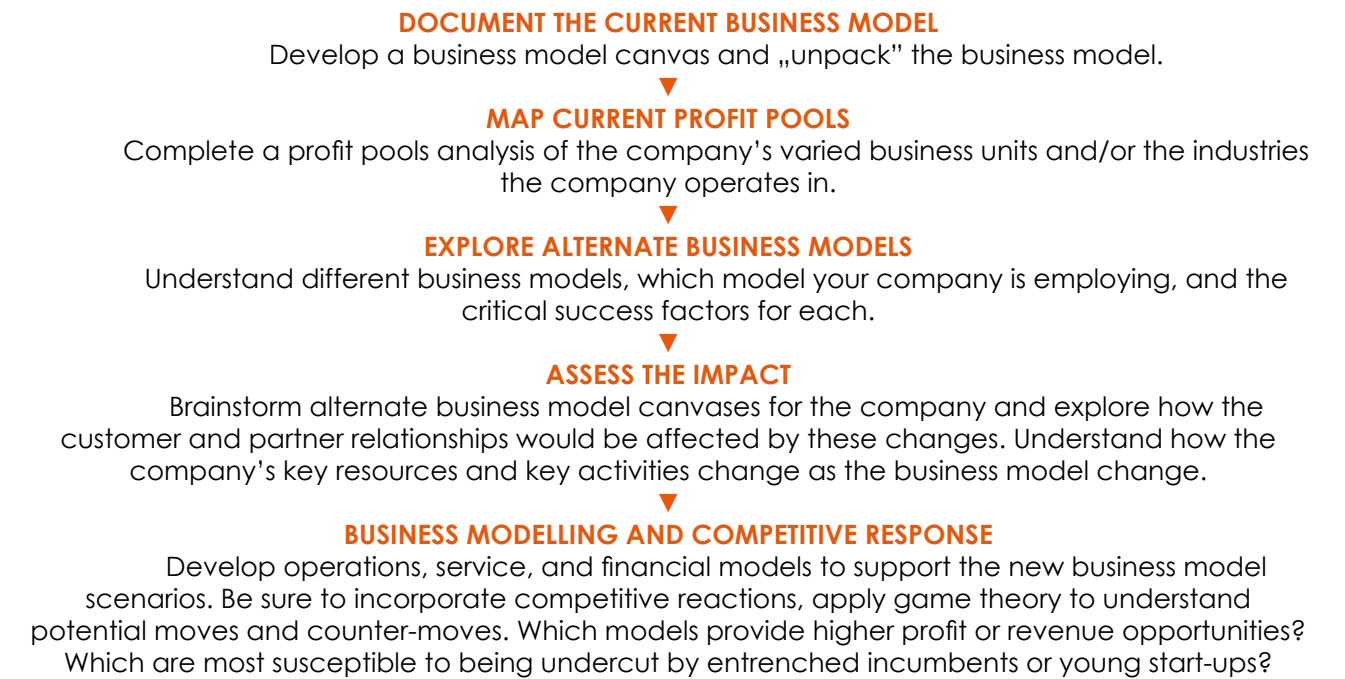 DOCUMENT THE CURRENT BUSINESS MODEL
Develop a business model canvas and „unpack” the business model.
▼
MAP CURRENT PROFIT POOLS
Complete a profit pools analysis of the company’s varied business units and/or the industries
the company operates in.
▼
EXPLORE ALTERNATE BUSINESS MODELS
Understand different business models, which model your company is employing, and the
critical success factors for each.
▼
ASSESS THE IMPACT
Brainstorm alternate business model canvases for the company and explore how the
customer and partner relationships would be affected by these changes. Understand how the
company’s key resources and key activities change as the business model change.
▼
BUSINESS MODELLING AND COMPETITIVE RESPONSE
Develop operations, service, and financial models to support the new business model
scenarios. Be sure to incorporate competitive reactions, apply game theory to understand
potential moves and counter-moves. Which models provide higher profit or revenue opportunities?
Which are most susceptible to being undercut by entrenched incumbents or young start-ups?